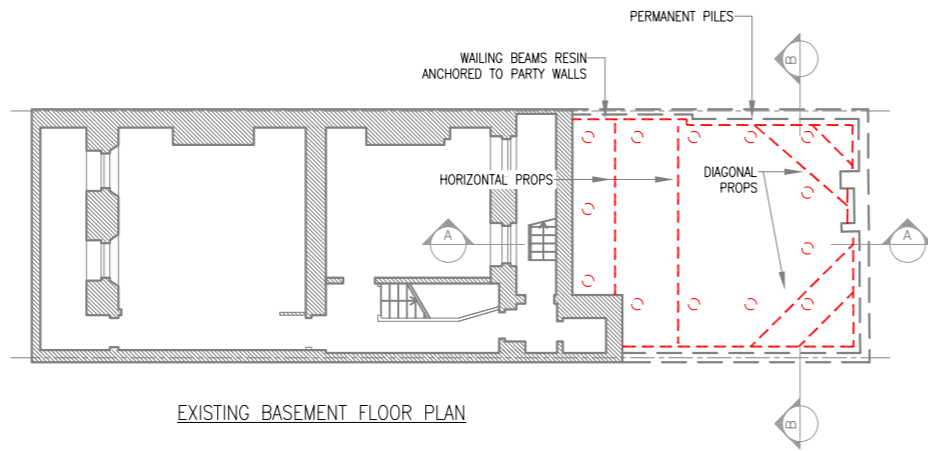 PERMANENT PILES
B
WAILING BEAMS RESIN
ANCHORED TO PARTY WALLS
HORIZONTAL PROPS
DIAGONAL
PROPS
A
A
B
EXISTING BASEMENT FLOOR PLAN